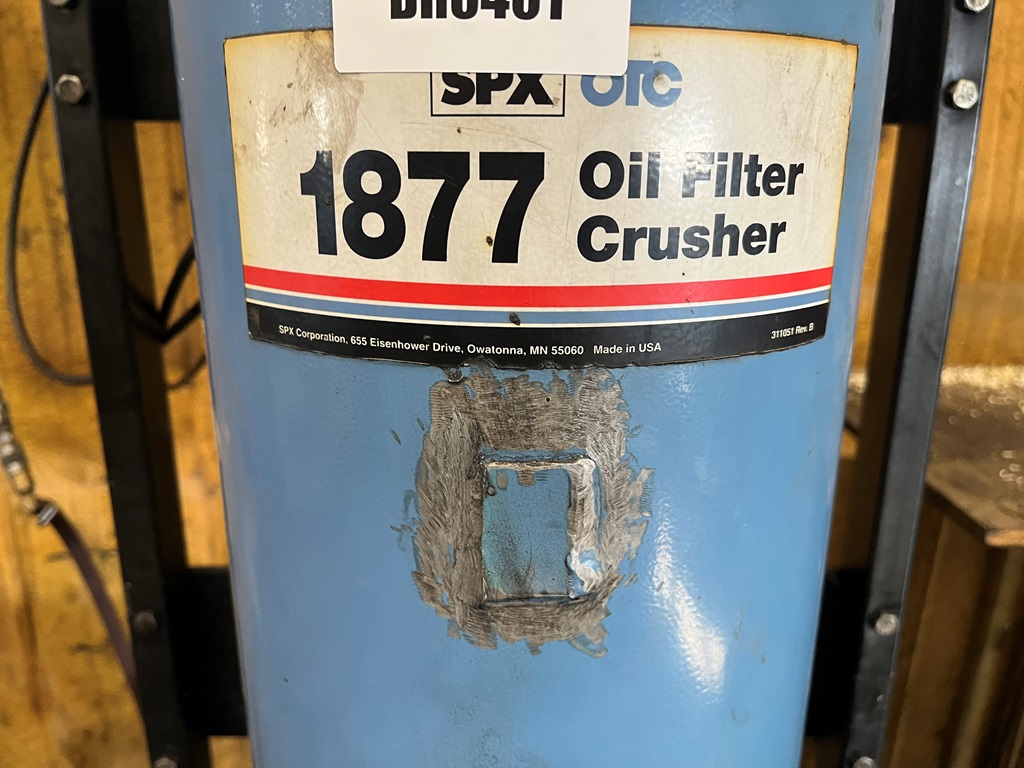 SPX OTC
1877 Oil Filter
Crusher
SPX Corporation, 655 Eisenhower Drive, Owatonna, MN 55060 Made in USA
311051 Rev. B